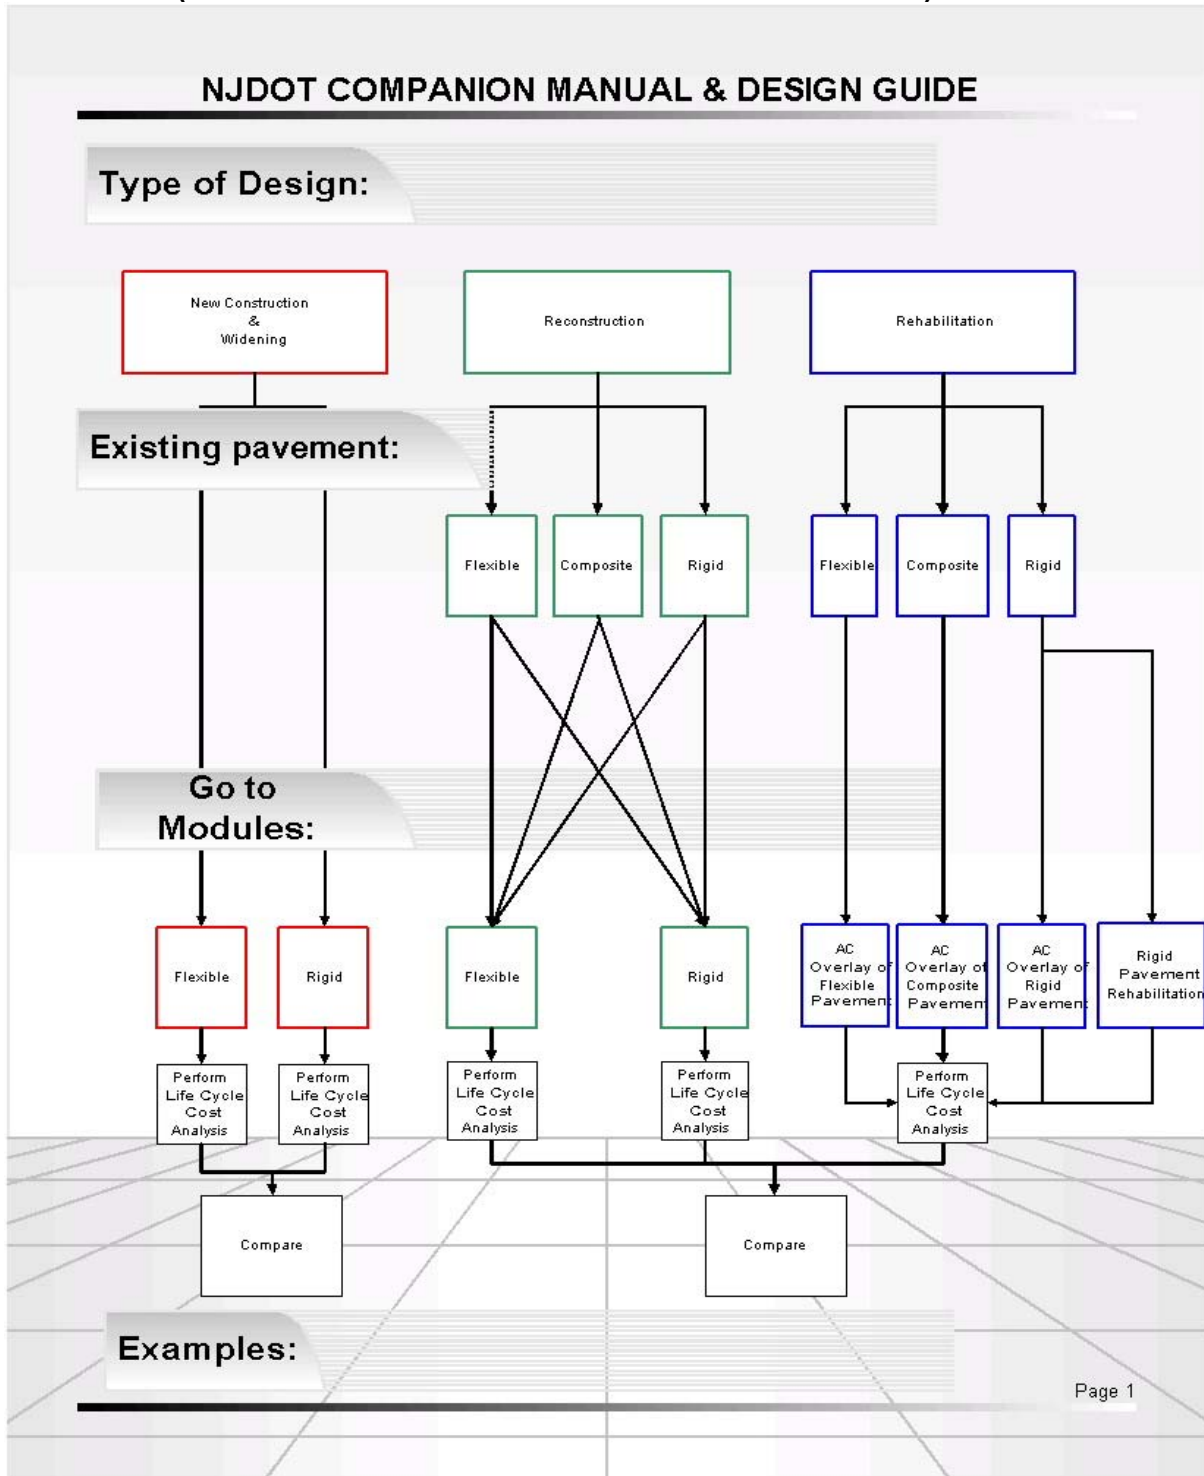 NJDOT COMPANION MANUAL & DESIGN GUIDE
Type of Design:
New Construction
&
Widening
Reconstruction
Rehabilitation
Existing pavement:
Flexible
Composite
Rigid
Flexible
Composite
Rigid
Go to
Modules:
Flexible
Rigid
Flexible
Rigid
AC
Overlay of
Flexible
Pavement
AC
Overlay of
Composite
Pavement
AC
Overlay of
Rigid
Pavement
Rigid
Pavement
Rehabilitation
Perform
Life Cycle
Cost
Analysis
Perform
Life Cycle
Cost
Analysis
Perform
Life Cycle
Cost
Analysis
Perform
Life Cycle
Cost
Analysis
Perform
Life Cycle
Cost
Analysis
Compare
Compare
Examples:
Page 1